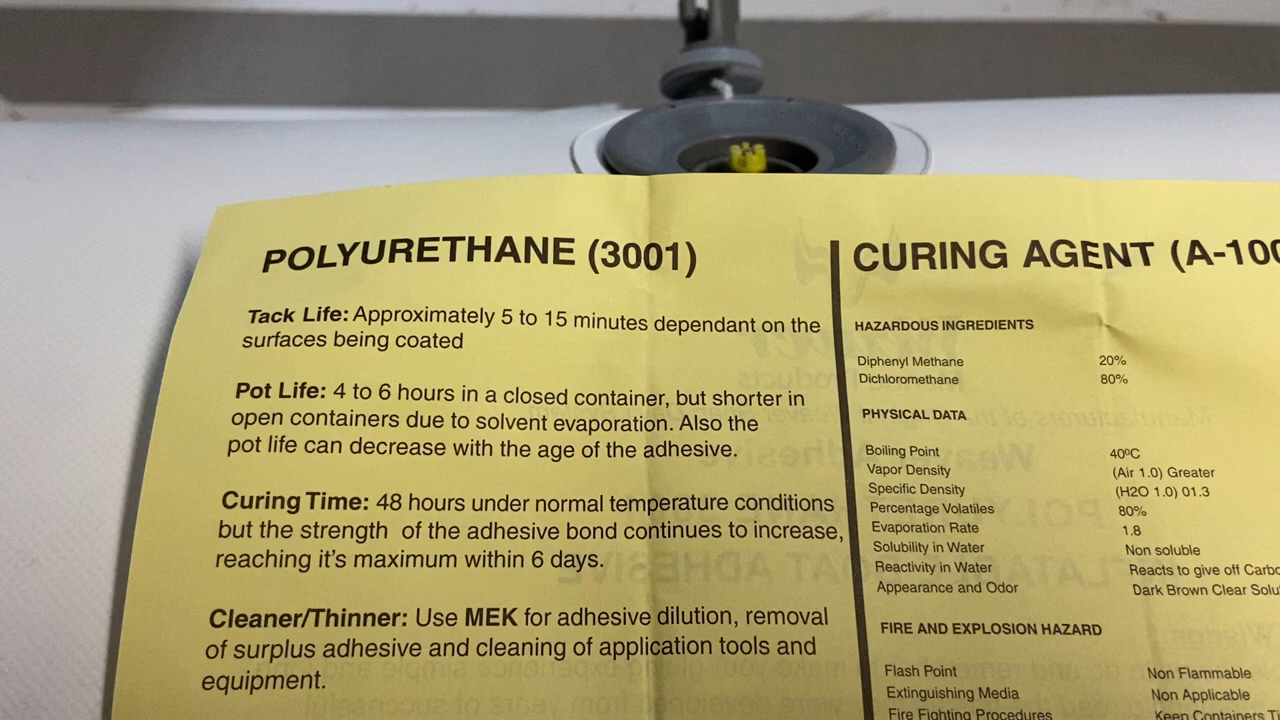 POLYURETHANE (3001)
Tack Life: Approximately 5 to 15 minutes dependant on the
surfaces being coated
Pot Life: 4 to 6 hours in a closed container, but shorter in
open containers due to solvent evaporation. Also the
pot life can decrease with the age of the adhesive.
Curing Time: 48 hours under normal temperature conditions
but the strength of the adhesive bond continues to increase,
reaching it's maximum within 6 days.
Cleaner/Thinner: Use MEK for adhesive dilution, removal
of surplus adhesive and cleaning of application tools and
equipment.
CURING AGENT (A-100
HAZARDOUS INGREDIENTS
Diphenyl Methane 20%
Dichloromethane 80%
PHYSICAL DATA
Boiling Point 40ºC
Vapor Density (Air 1.0) Greater
Specific Density (H2O 1.0) 01.3
Percentage Volatiles 80%
Evaporation Rate 1.8
Solubility in Water Non soluble
Reactivity in Water Reacts to give off Carbo
Appearance and Odor Dark Brown Clear Solu
FIRE AND EXPLOSION HAZARD
Flash Point Non Flammable
Extinguishing Media Non Applicable
Fire Fighting Procedures Keep Containers